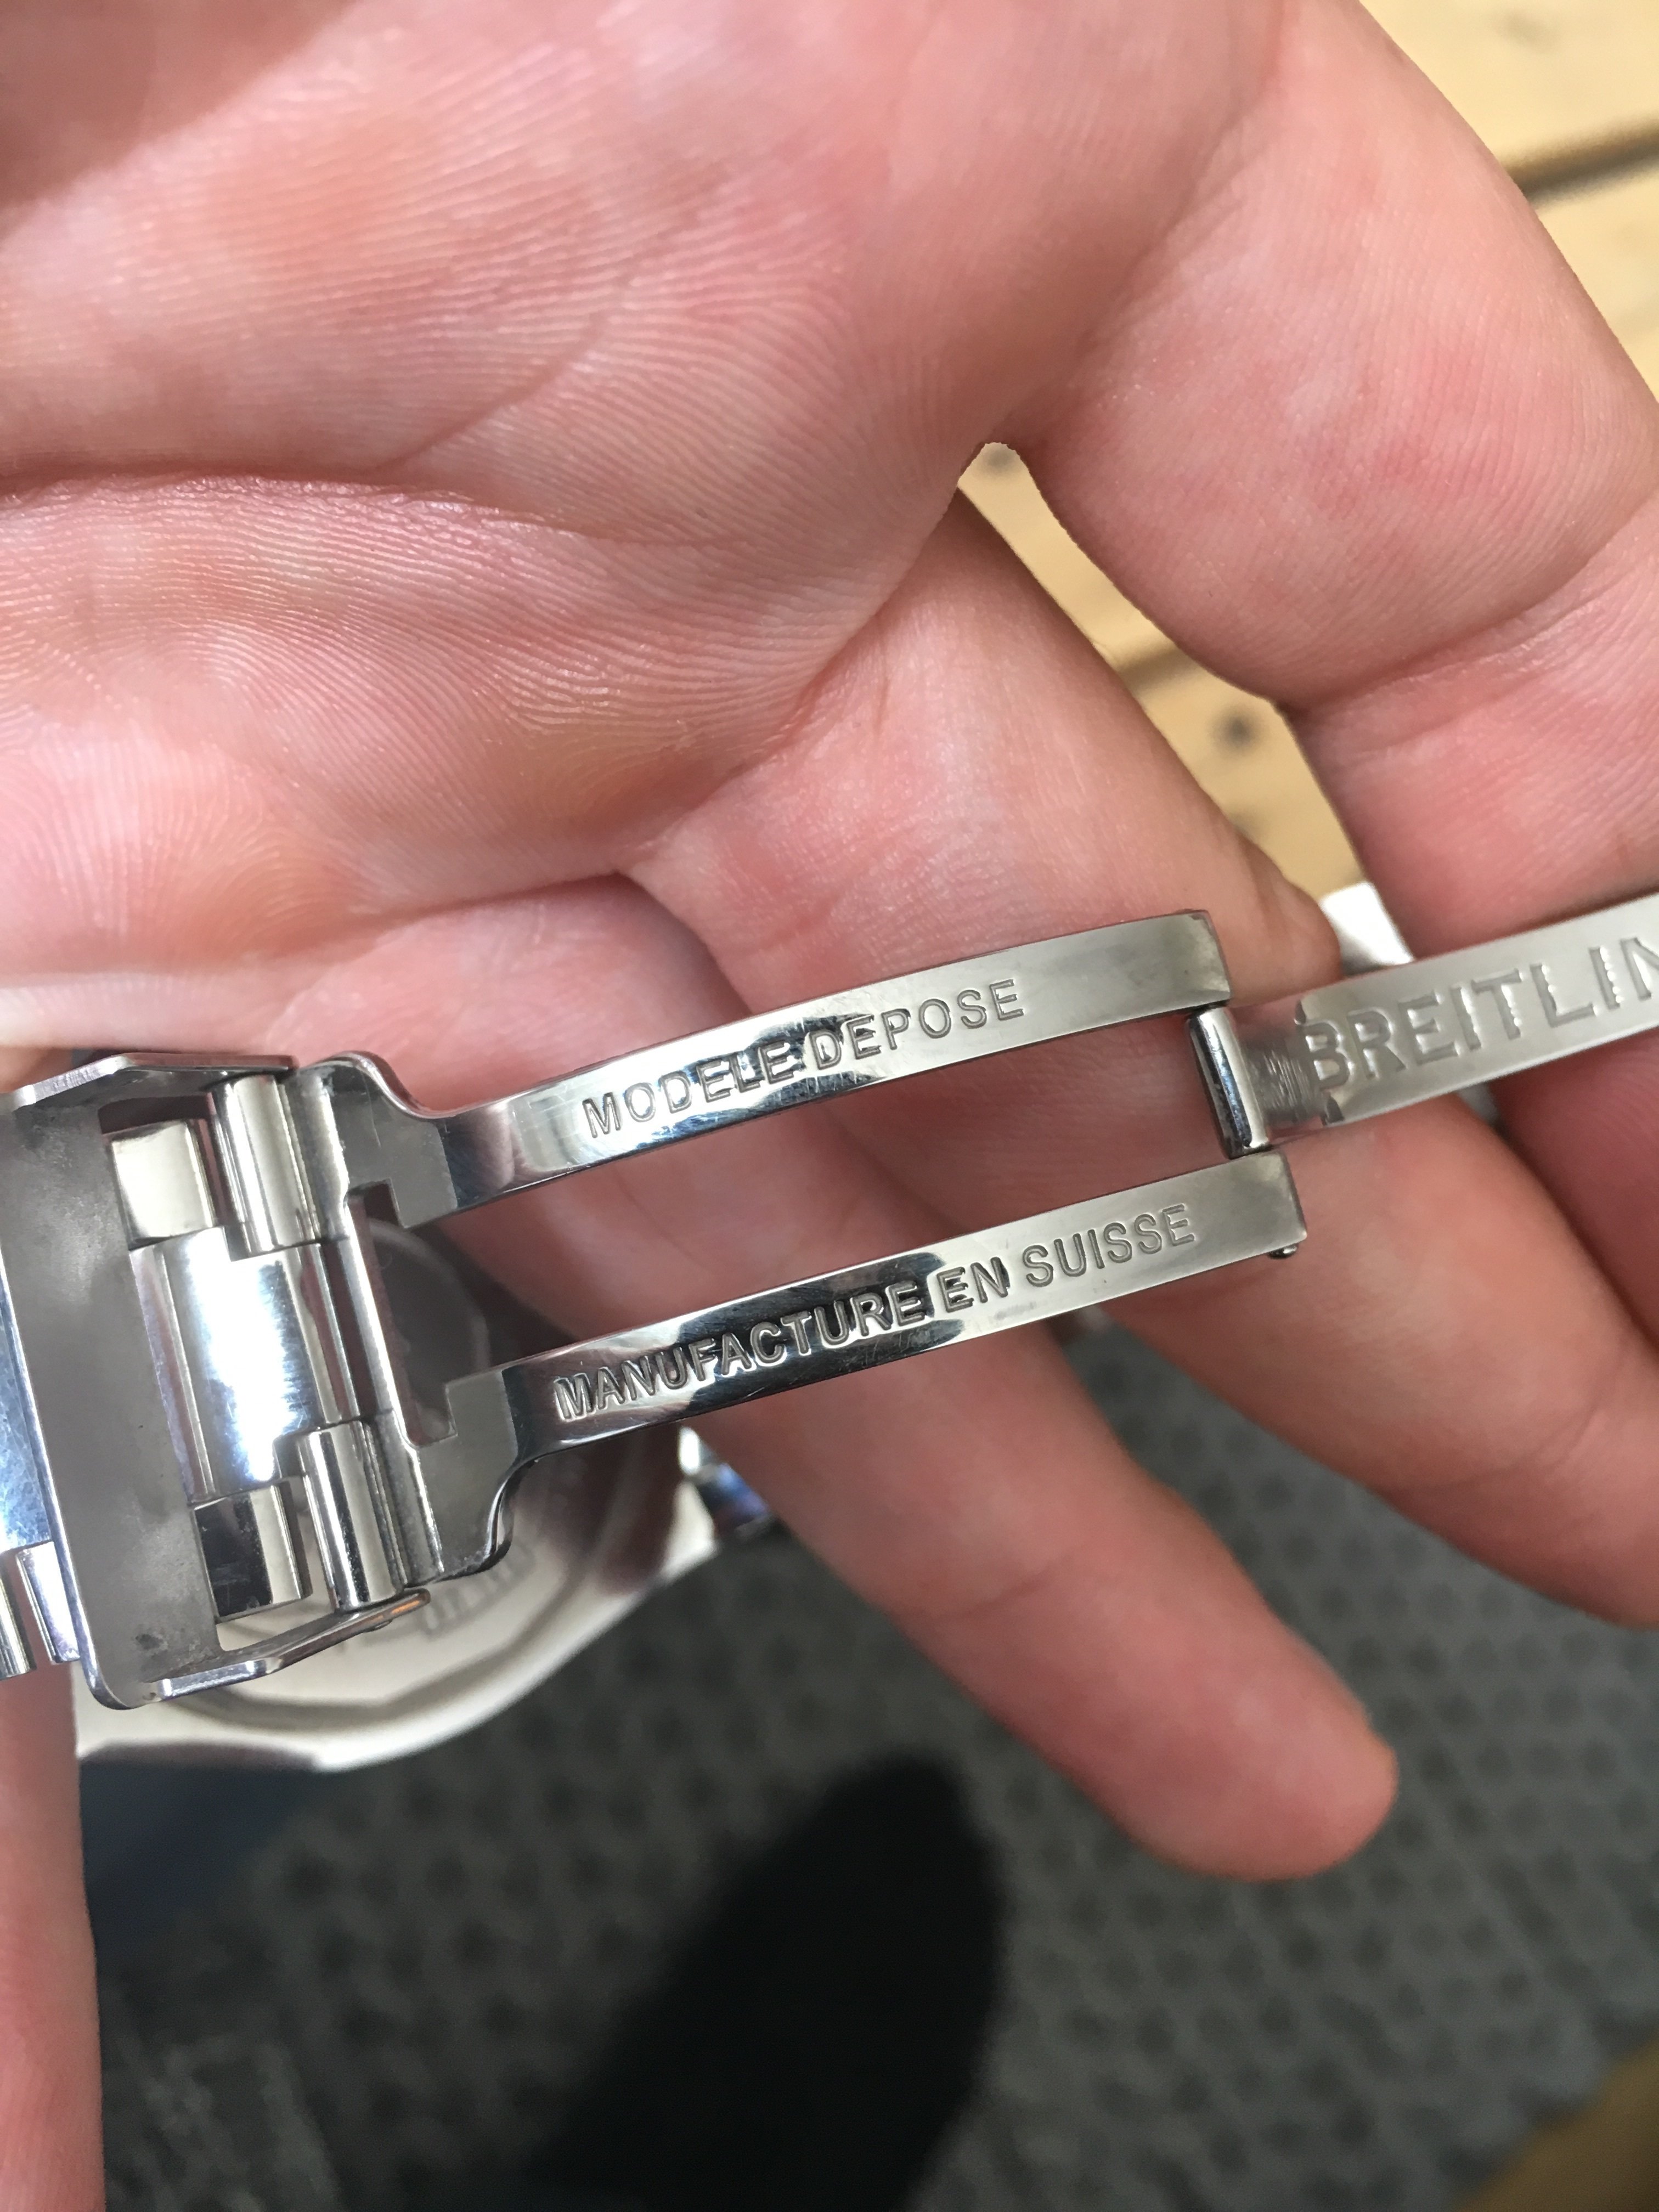 MODELE DEPOSE
BREITLIN
MANUFACTURE EN SUISSE